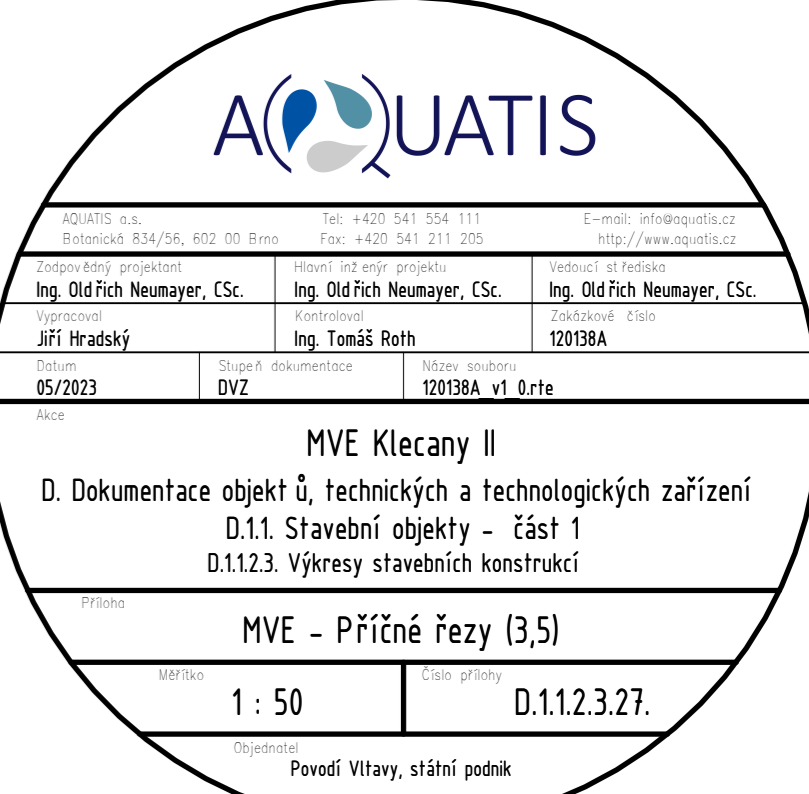 AQUATIS
AQUATIS a.s. Tel: +420 541 554 111 E-mail: info@aquatis.cz
Botanická 834/56, 602 00 Brno Fax: +420 541 211 205 http://www.aquatis.cz
Zodpovědný projektant Hlavní inženýr projektu Vedoucí střediska
Ing. Oldřich Neumayer, CSc. Ing. Oldřich Neumayer, CSc. Ing. Oldřich Neumayer, CSc.
Vypracoval Kontroloval Zakázkové číslo
Jiří Hradský Ing. Tomáš Roth 120138A
Datum Stupeň dokumentace Název souboru
05/2023 DVZ 120138A_v1_0.rte
Akce
MVE Klecany II
D. Dokumentace objektů, technických a technologických zařízení
D.1.1. Stavební objekty - část 1
D.1.1.2.3. Výkresy stavebních konstrukcí
Příloha
MVE - Příčné řezy (3,5)
Měřítko Číslo přílohy
1 : 50 D.1.1.2.3.27.
Objednatel
Povodí Vltavy, státní podnik